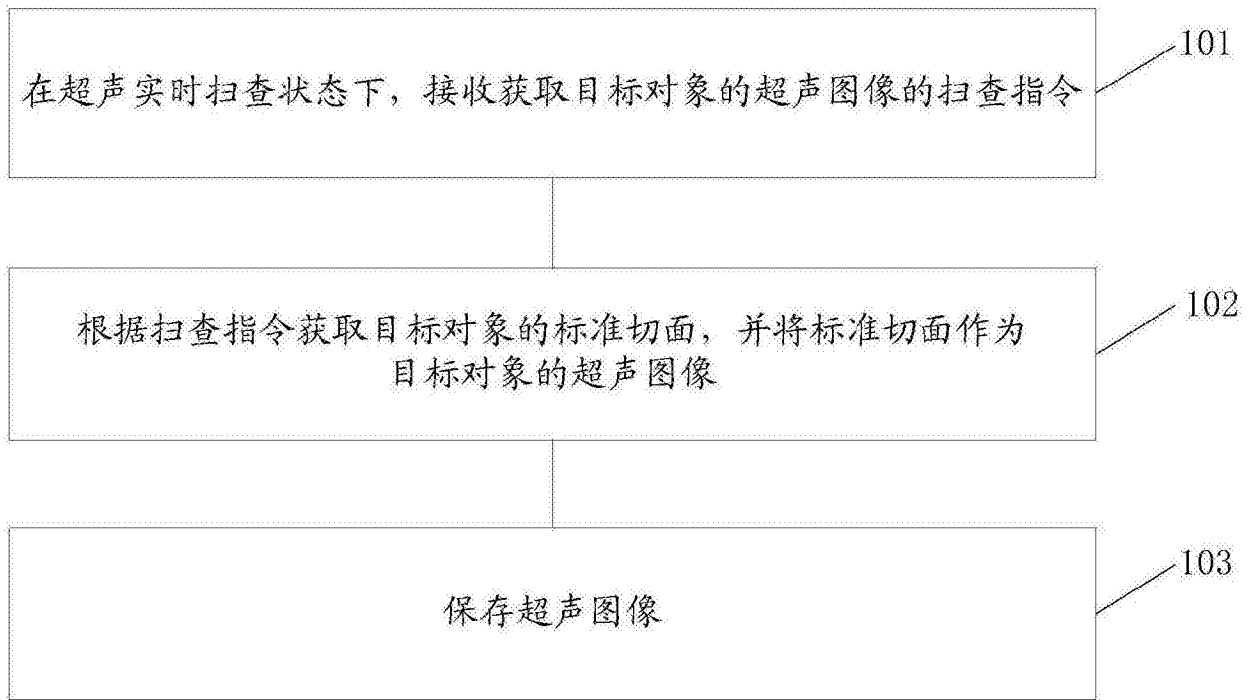 在超声实时扫查状态下，接收获取目标对象的超声图像的扫查指令
101
根据扫查指令获取目标对象的标准切面，并将标准切面作为
目标对象的超声图像
102
保存超声图像
103